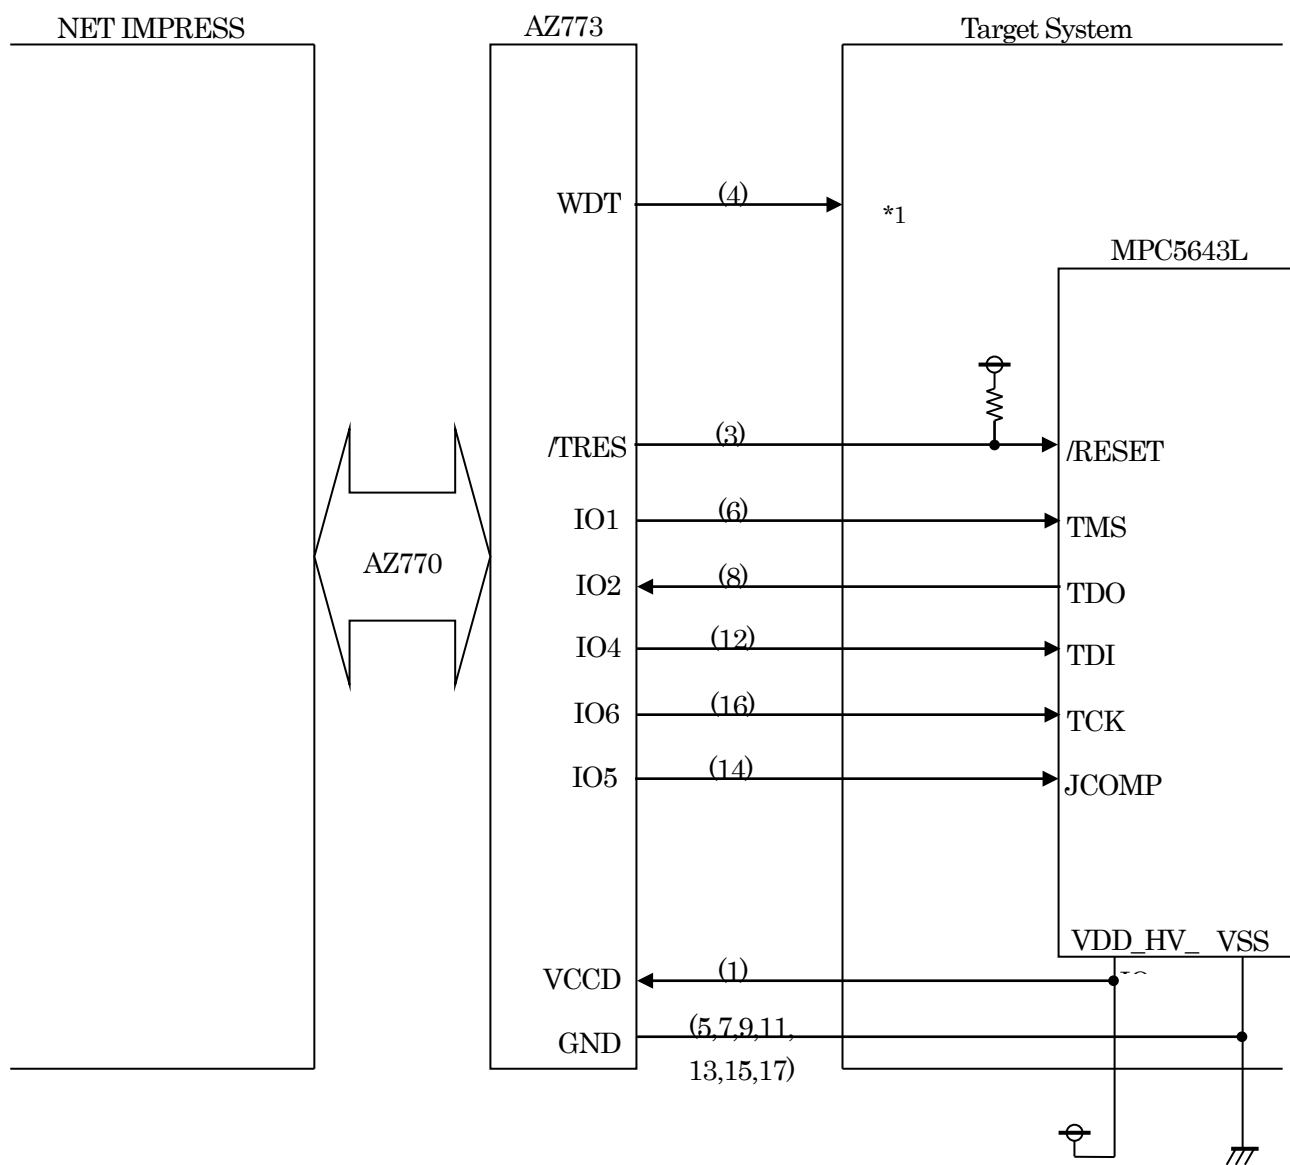 NET IMPRESS
AZ773
Target System
WDT
(4)
*1
MPC5643L
/TRES
(3)
/RESET
IO1
(6)
TMS
AZ770
IO2
(8)
TDO
IO4
(12)
TDI
IO6
(16)
TCK
IO5
(14)
JCOMP
VDD_HV_
VSS
VCCD
(1)
GND
(5,7,9,11,
13,15,17)